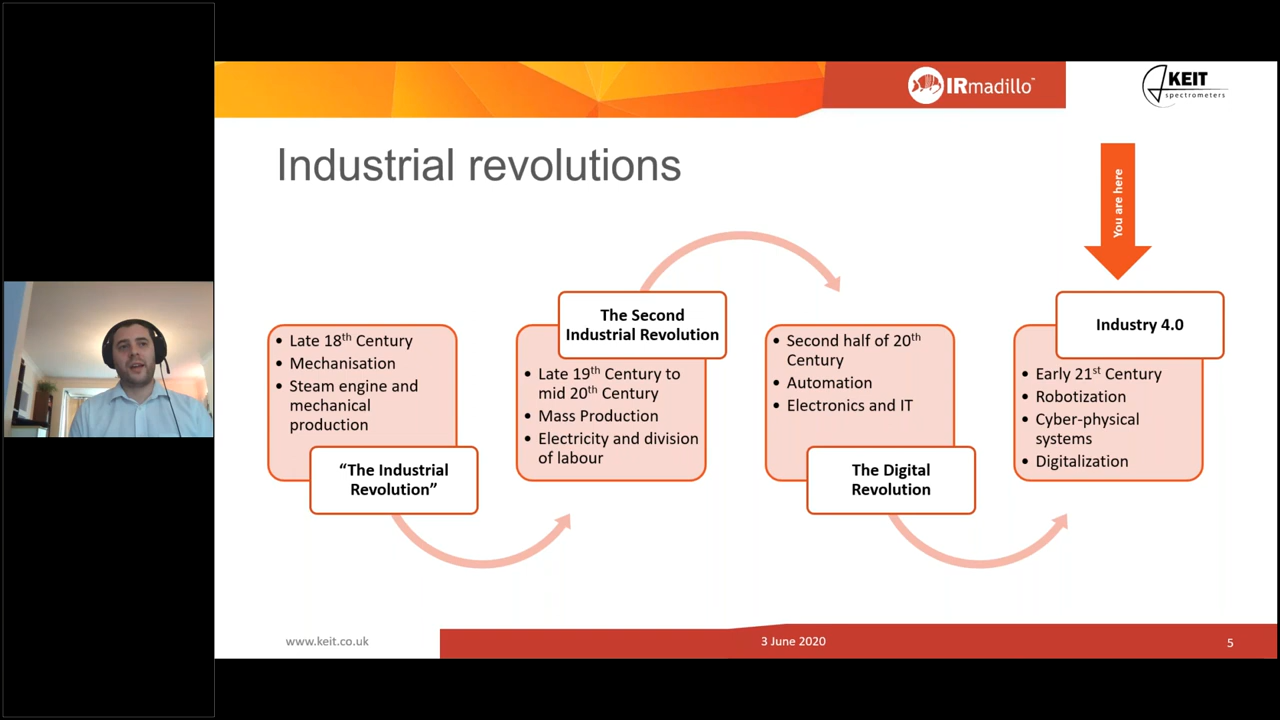 IRmadillo™
KEIT
spectrometers
Industrial revolutions
You are here
• Late 18th Century
• Mechanisation
• Steam engine and
mechanical
production
“The Industrial
Revolution”
The Second
Industrial Revolution
• Late 19th Century to
mid 20th Century
• Mass Production
• Electricity and division
of labour
• Second half of 20th
Century
• Automation
• Electronics and IT
The Digital
Revolution
Industry 4.0
• Early 21st Century
• Robotization
• Cyber-physical
systems
• Digitalization
www.keit.co.uk
3 June 2020
5